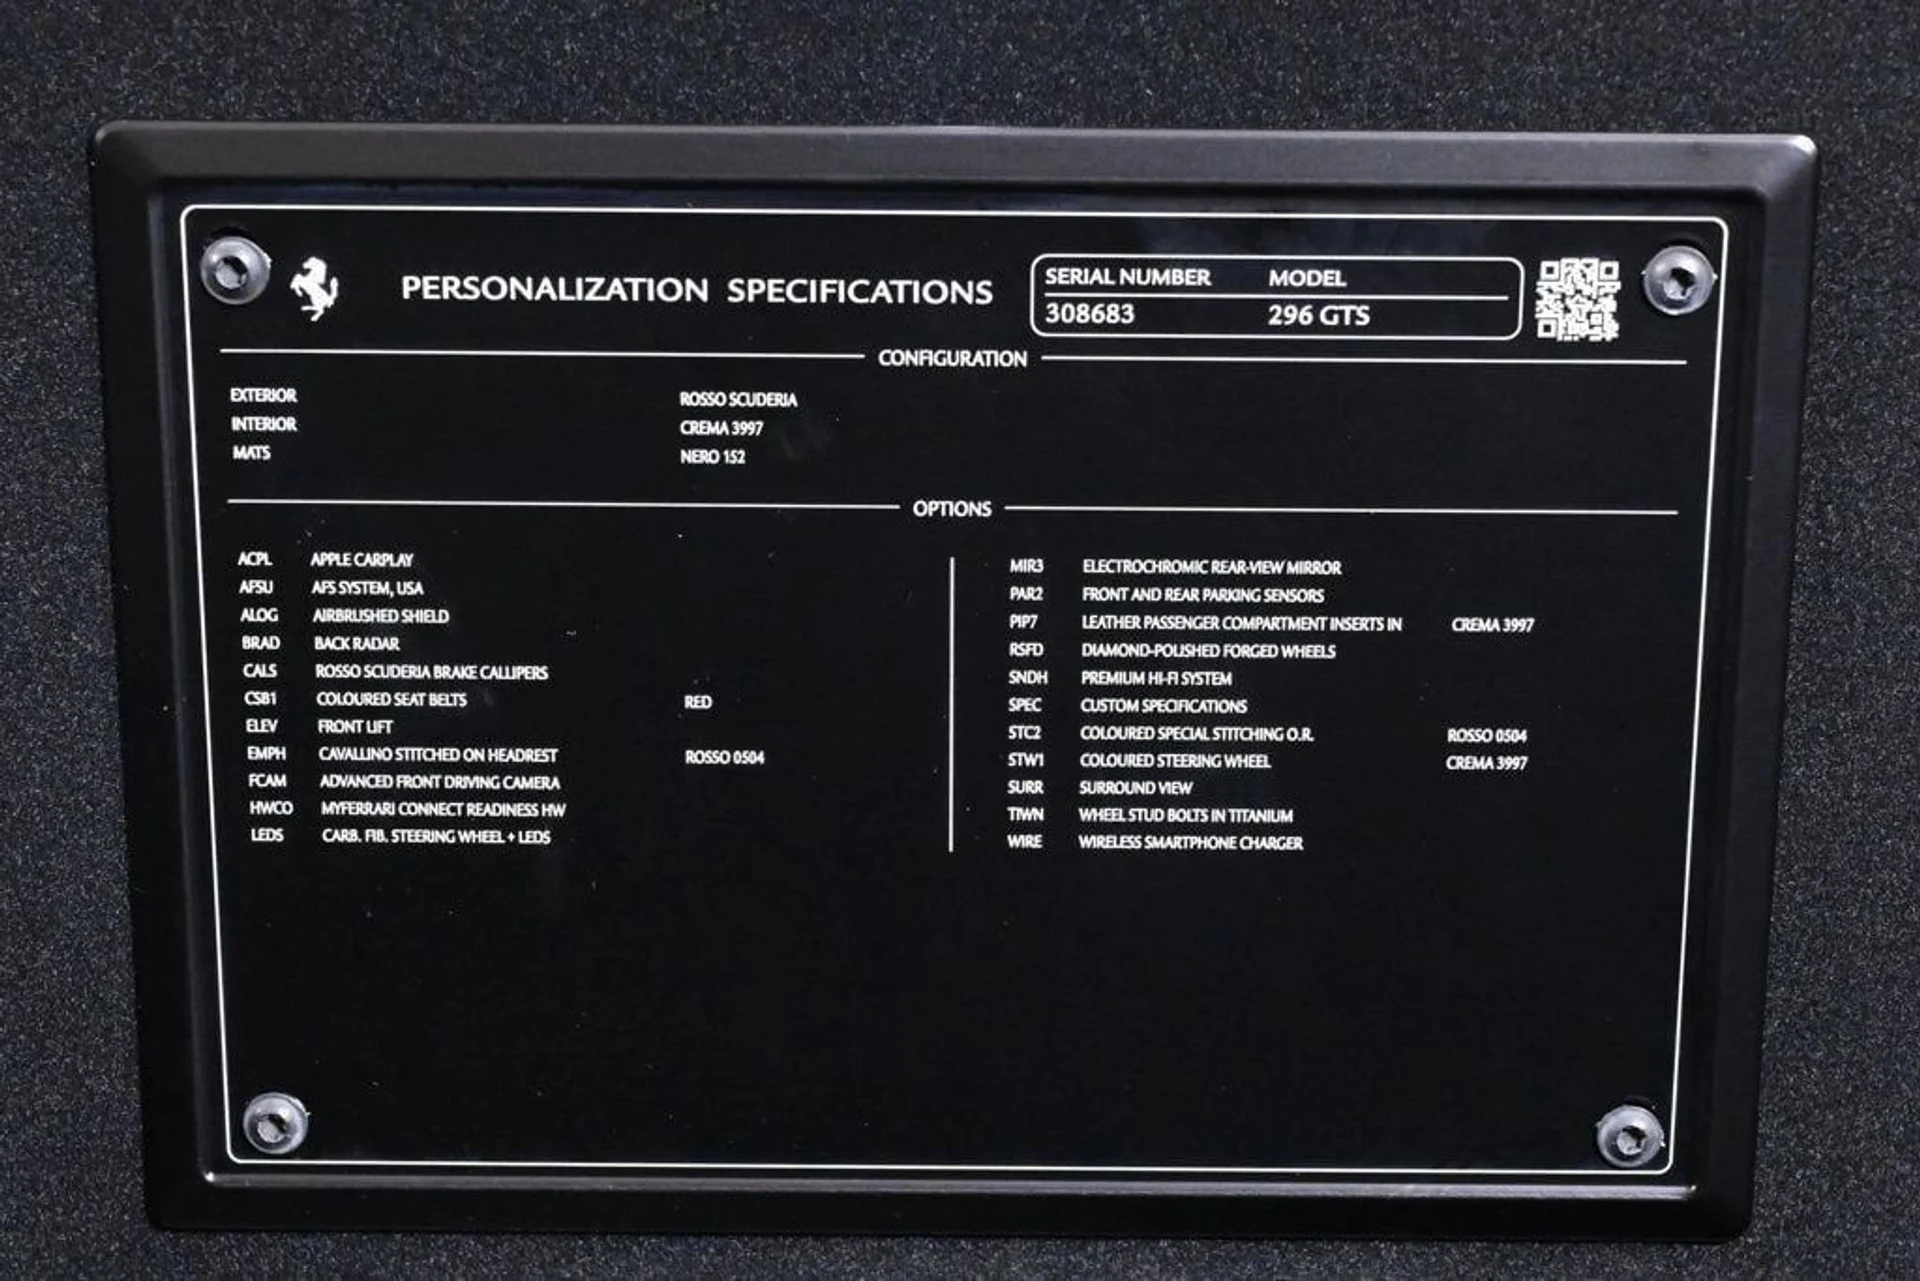 PERSONALIZATION SPECIFICATIONS
SERIAL NUMBER MODEL
308683 296 GTS
CONFIGURATION
EXTERIOR ROSSO SCUDERIA
INTERIOR CREMA 3997
MATS NERO 152
OPTIONS
ACPL APPLE CARPLAY
AFSU AFS SYSTEM, USA
ALOG AIRBRUSHED SHIELD
BRAD BACK RADAR
CALS ROSSO SCUDERIA BRAKE CALLIPERS
CSB1 COLOURED SEAT BELTS RED
ELEV FRONT LIFT
EMPH CAVALLINO STITCHED ON HEADREST ROSSO 0504
FCAM ADVANCED FRONT DRIVING CAMERA
HWCO MYFERRARI CONNECT READINESS HW
LEDS CARB. FIB. STEERING WHEEL + LEDS
MIR3 ELECTROCHROMIC REAR-VIEW MIRROR
PAR2 FRONT AND REAR PARKING SENSORS
PIP7 LEATHER PASSENGER COMPARTMENT INSERTS IN CREMA 3997
RSFD DIAMOND-POLISHED FORGED WHEELS
SNDH PREMIUM HI-FI SYSTEM
SPEC CUSTOM SPECIFICATIONS
STC2 COLOURED SPECIAL STITCHING O.R. ROSSO 0504
STW1 COLOURED STEERING WHEEL CREMA 3997
SURR SURROUND VIEW
TIWN WHEEL STUD BOLTS IN TITANIUM
WIRE WIRELESS SMARTPHONE CHARGER